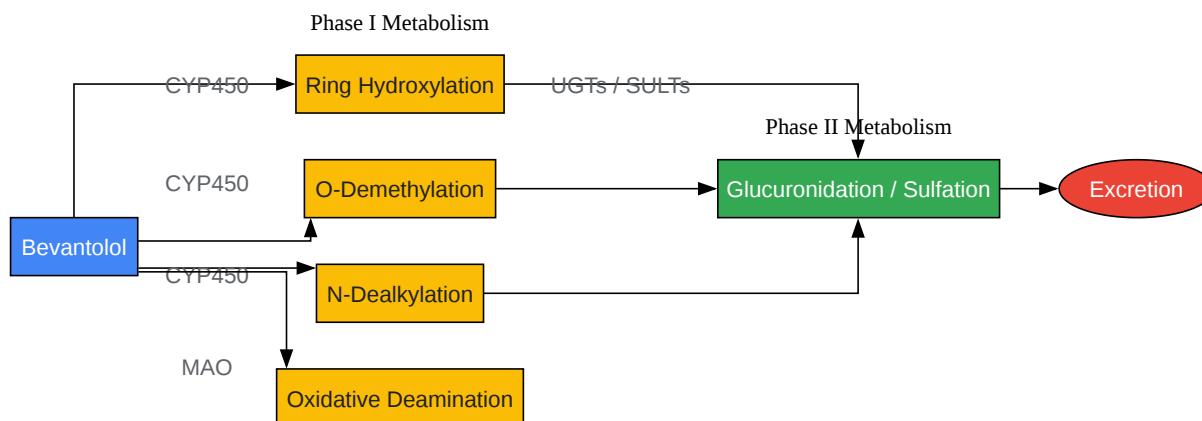 Phase I Metabolism
CYP450
Ring Hydroxylation
UGTs / SULTs
Phase II Metabolism
CYP450
O-Demethylation
Glucuronidation / Sulfation
Excretion
Bevantolol
CYP450
N-Dealkylation
MAO
Oxidative Deamination